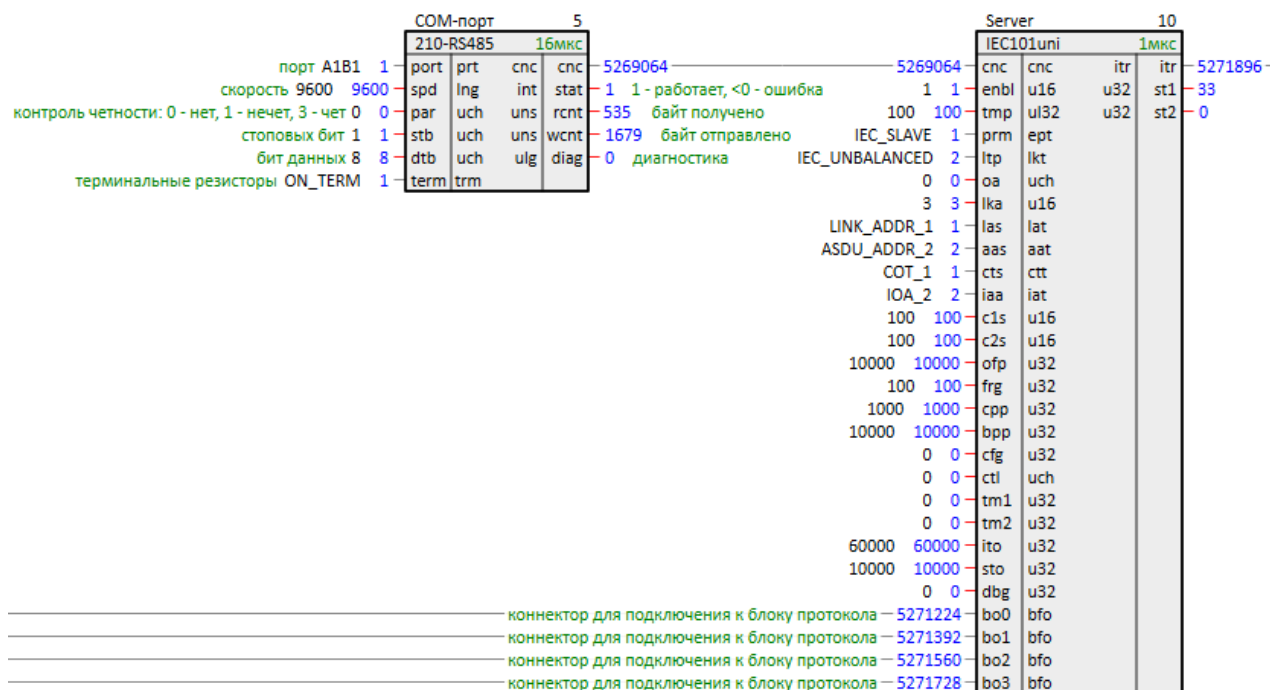 COM-порт 5 Server 10
210-RS485 16мкс IEC101uni 1мкс
порт A1B1 1 port prt cnc cnc 5269064 5269064 cnc cnc itr itr 5271896
скорость 9600 9600 spd lng int stat 1 1 - работает, <0 - ошибка 1 1 enbl u16 u32 st1 33
контроль четности: 0 - нет, 1 - нечет, 3 - чет 0 0 par uch uns rcnt 535 байт получено 100 100 tmp ul32 u32 st2 0
стоповых бит 1 1 stb uch uns wcnt 1679 байт отправлено IEC_SLAVE 1 prm ept
бит данных 8 8 dtb uch ulg diag 0 диагностика IEC_UNBALANCED 2 ltp lkt
терминальные резисторы ON_TERM 1 term trm 0 0 oa uch
3 3 lka u16
LINK_ADDR_1 1 las lat
ASDU_ADDR_2 2 aas aat
COT_1 1 cts ctt
IOA_2 2 iaa iat
100 100 c1s u16
100 100 c2s u16
10000 10000 ofp u32
100 100 frg u32
1000 1000 cpp u32
10000 10000 bpp u32
0 0 cfg u32
0 0 ctl uch
0 0 tm1 u32
0 0 tm2 u32
60000 60000 ito u32
10000 10000 sto u32
0 0 dbg u32
коннектор для подключения к блоку протокола 5271224 bo0 bfo
коннектор для подключения к блоку протокола 5271392 bo1 bfo
коннектор для подключения к блоку протокола 5271560 bo2 bfo
коннектор для подключения к блоку протокола 5271728 bo3 bfo